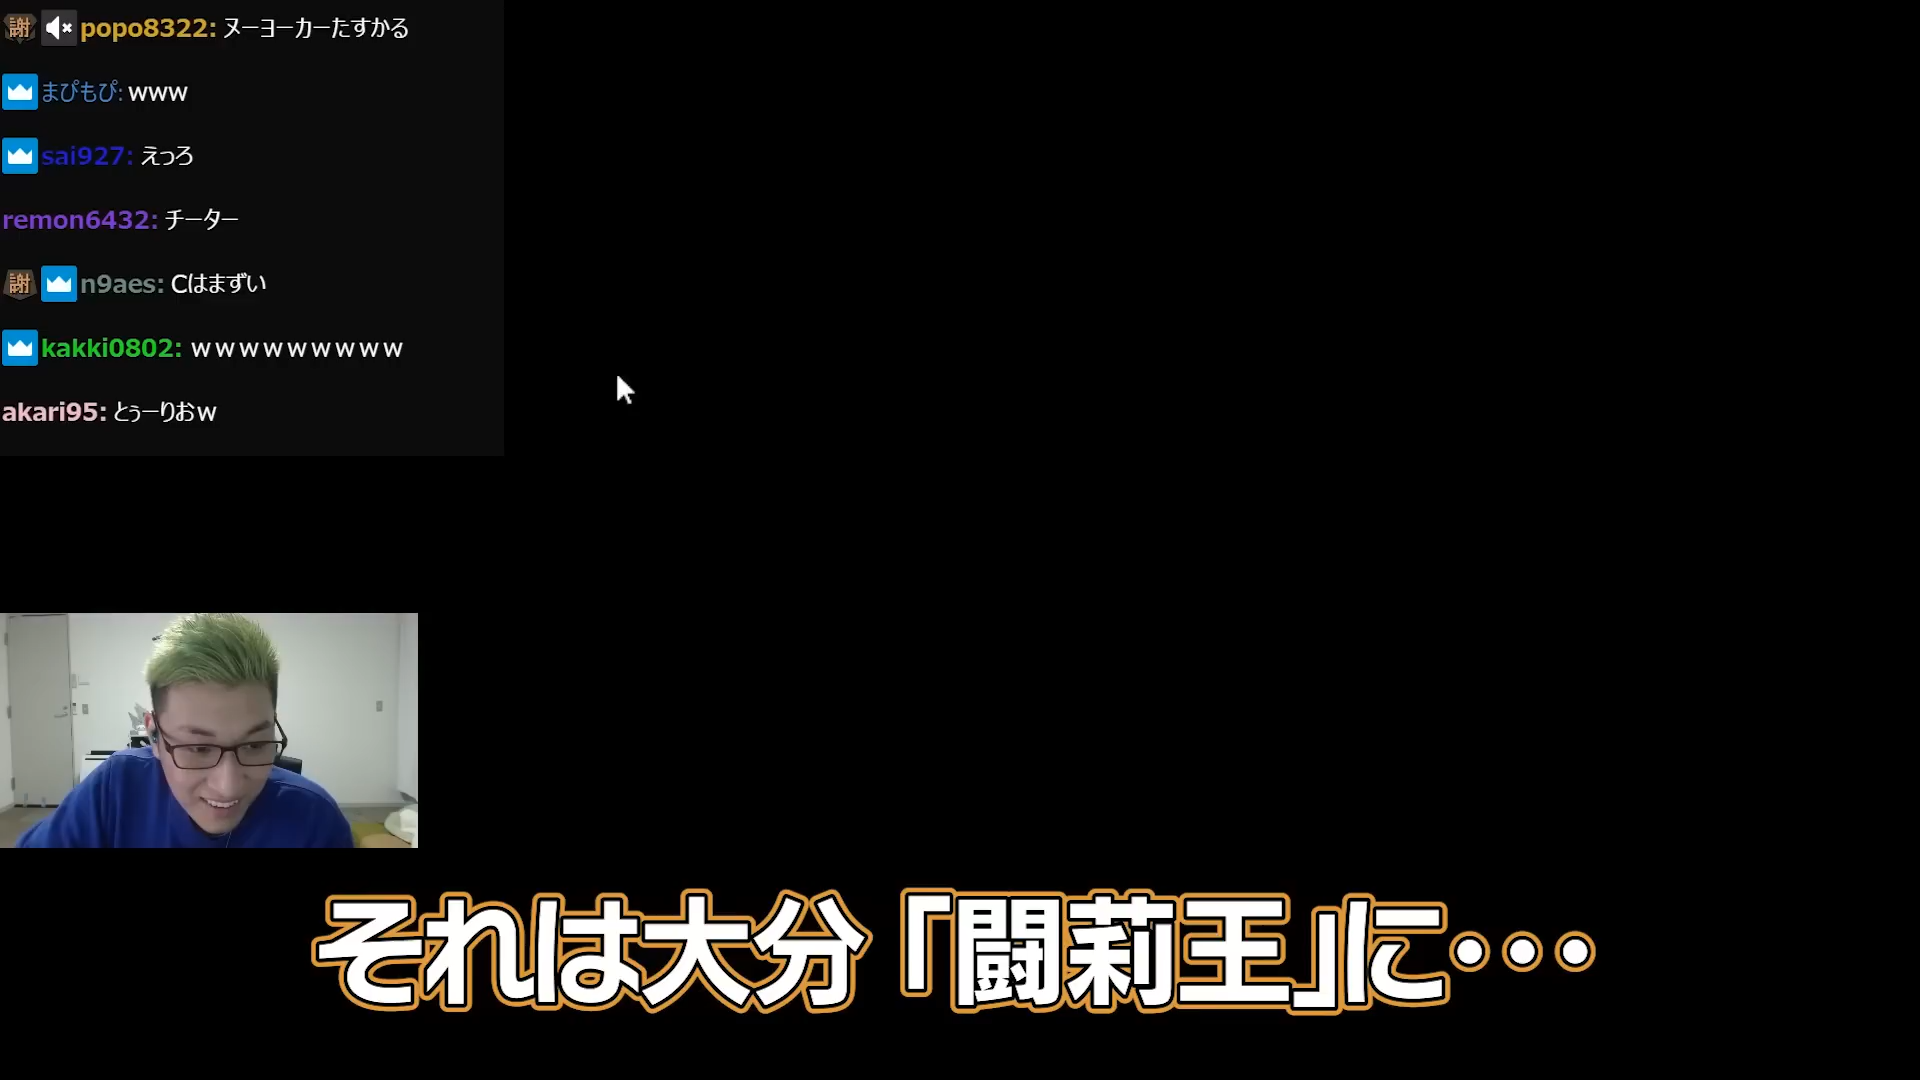 謝 popo8322: ヌーヨーカーたすかる
まぴもぴ: www
sai927: えっろ
remon6432: チーター
謝 n9aes: Cはまずい
kakki0802: ｗｗｗｗｗｗｗｗｗ
akari95: とぅーりおｗ
それは大分「闘莉王」に・・・